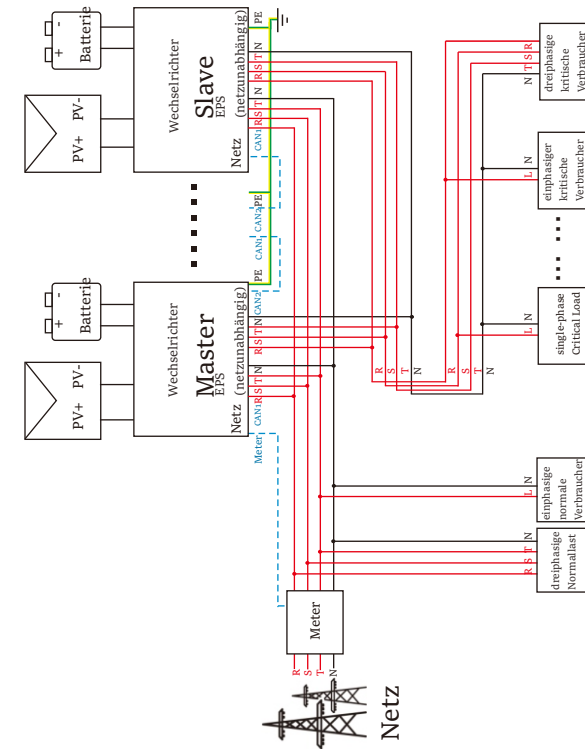 PV+ PV-
+ -
Batterie
PV+ PV-
+ -
Batterie
Wechselrichter
Master
EPS
Netz (netzunabhängig)
Meter CAN1 R S T N R S T N CAN2 PE
CAN1 CAN2 PE
Wechselrichter
Slave
EPS
Netz (netzunabhängig)
CAN1 R S T N R S T N PE
R
S
T
N
Netz
Meter
R
S
T
N
R
S
T
N
R S T N
dreiphasige
Normallast
L N
einphasige
normale
Verbraucher
L N
single-phase
Critical Load
L N
einphasiger
kritische
Verbraucher
N T S R
dreiphasige
kritische
Verbraucher